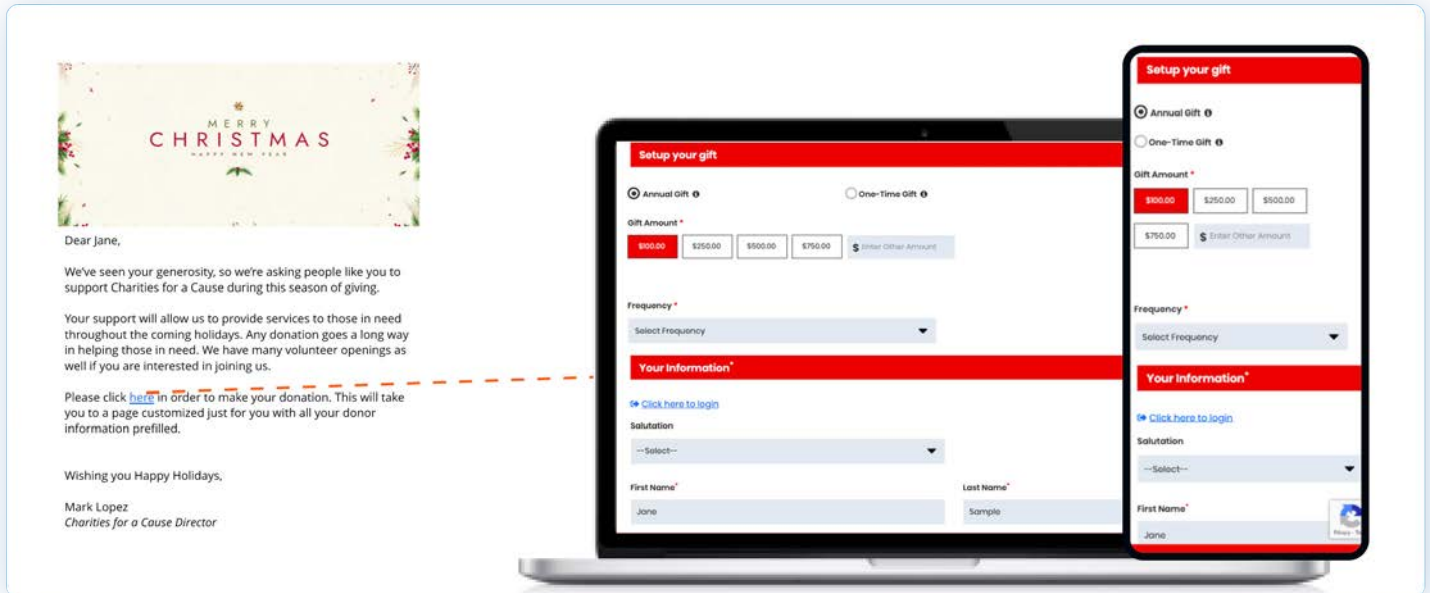 MERRY
CHRISTMAS
HAPPY NEW YEAR
Dear Jane,
We've seen your generosity, so we're asking people like you to
support Charities for a Cause during this season of giving.
Your support will allow us to provide services to those in need
throughout the coming holidays. Any donation goes a long way
in helping those in need. We have many volunteer openings as
well if you are interested in joining us.
Please click here in order to make your donation. This will take
you to a page customized just for you with all your donor
information prefilled.
Wishing you Happy Holidays,
Mark Lopez
Charities for a Cause Director
Setup your gift
Annual Gift
One-Time Gift
Gift Amount *
$100.00 $250.00 $500.00 $750.00 $ Enter Other Amount
Frequency *
Select Frequency
Your Information*
Click here to login
Salutation
--Select--
First Name* Last Name*
Jane Sample
Setup your gift
Annual Gift
One-Time Gift
Gift Amount *
$100.00 $250.00 $500.00
$750.00 $ Enter Other Amount
Frequency *
Select Frequency
Your Information*
Click here to login
Salutation
--Select--
First Name*
Jane